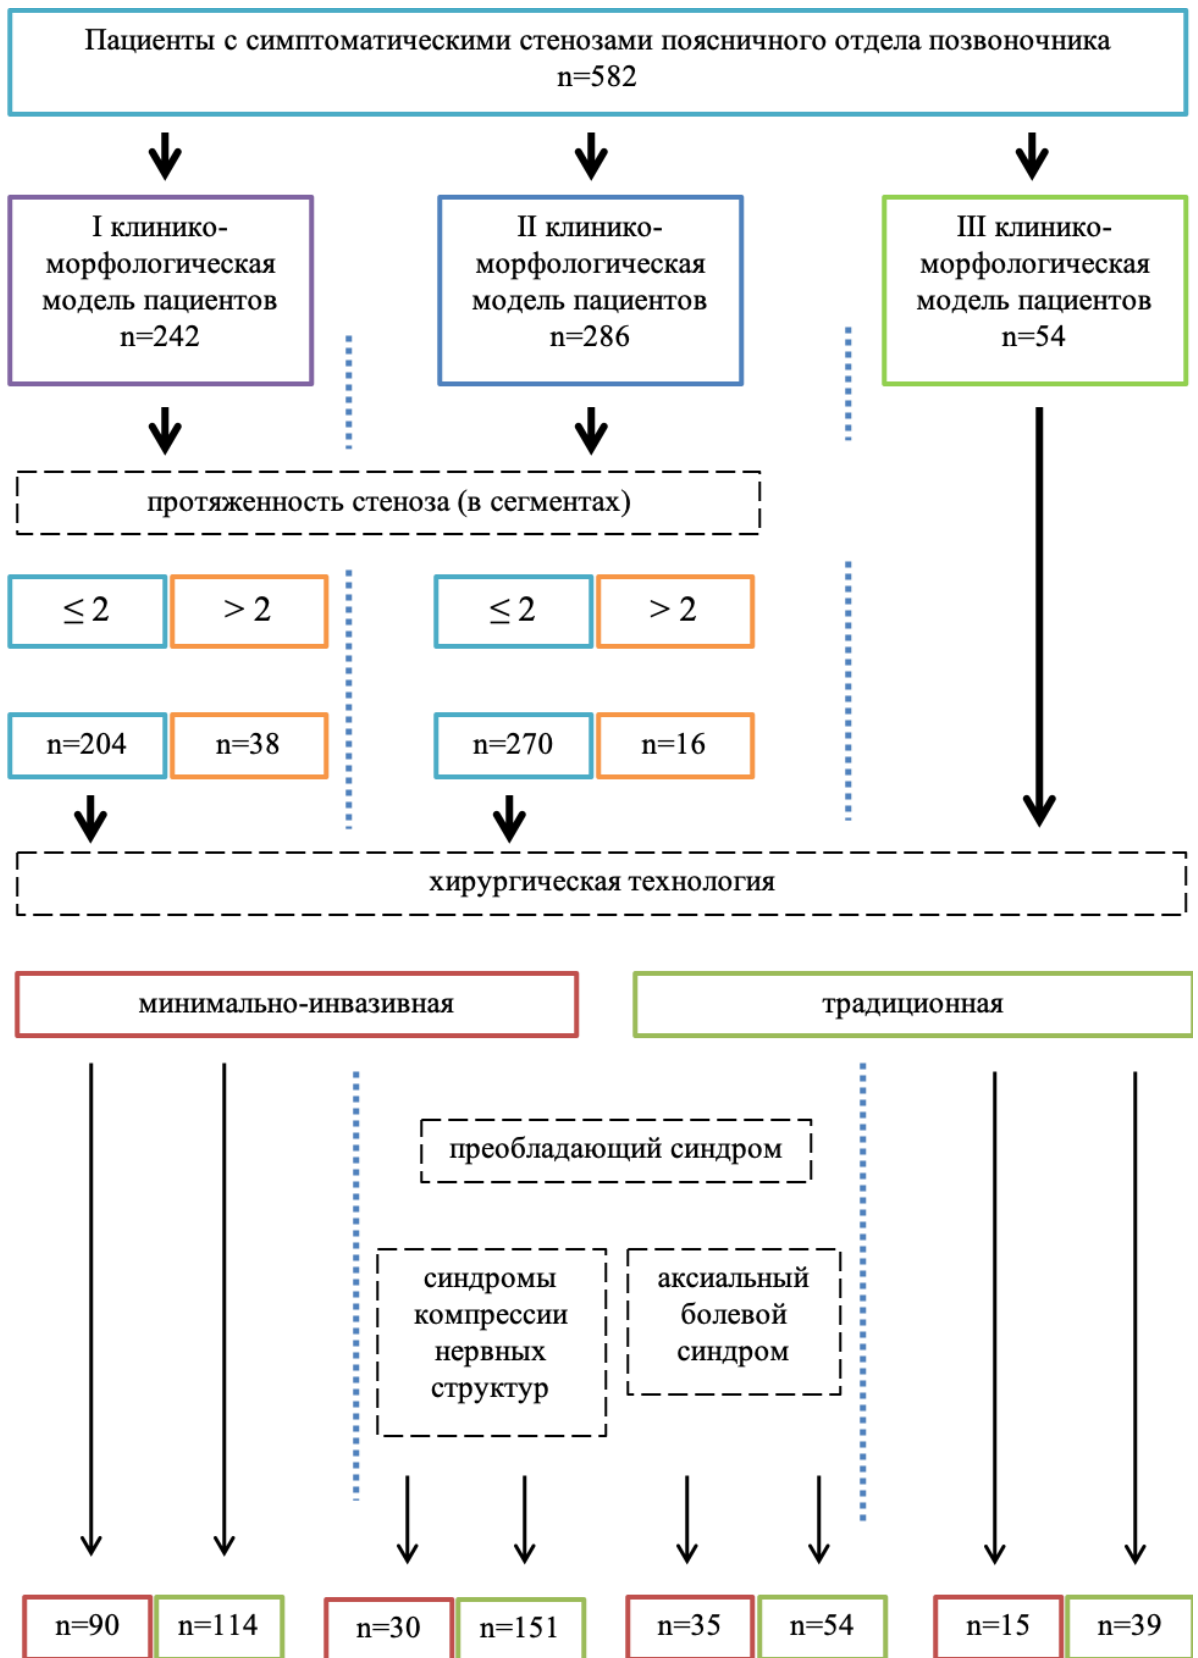 Пациенты с симптоматическими стенозами поясничного отдела позвоночника
n=582
I клинико-
морфологическая
модель пациентов
n=242
II клинико-
морфологическая
модель пациентов
n=286
III клинико-
морфологическая
модель пациентов
n=54
протяженность стеноза (в сегментах)
≤ 2
> 2
≤ 2
> 2
n=204
n=38
n=270
n=16
хирургическая технология
минимально-инвазивная
традиционная
преобладающий синдром
синдромы
компрессии
нервных
структур
аксиальный
болевой
синдром
n=90
n=114
n=30
n=151
n=35
n=54
n=15
n=39